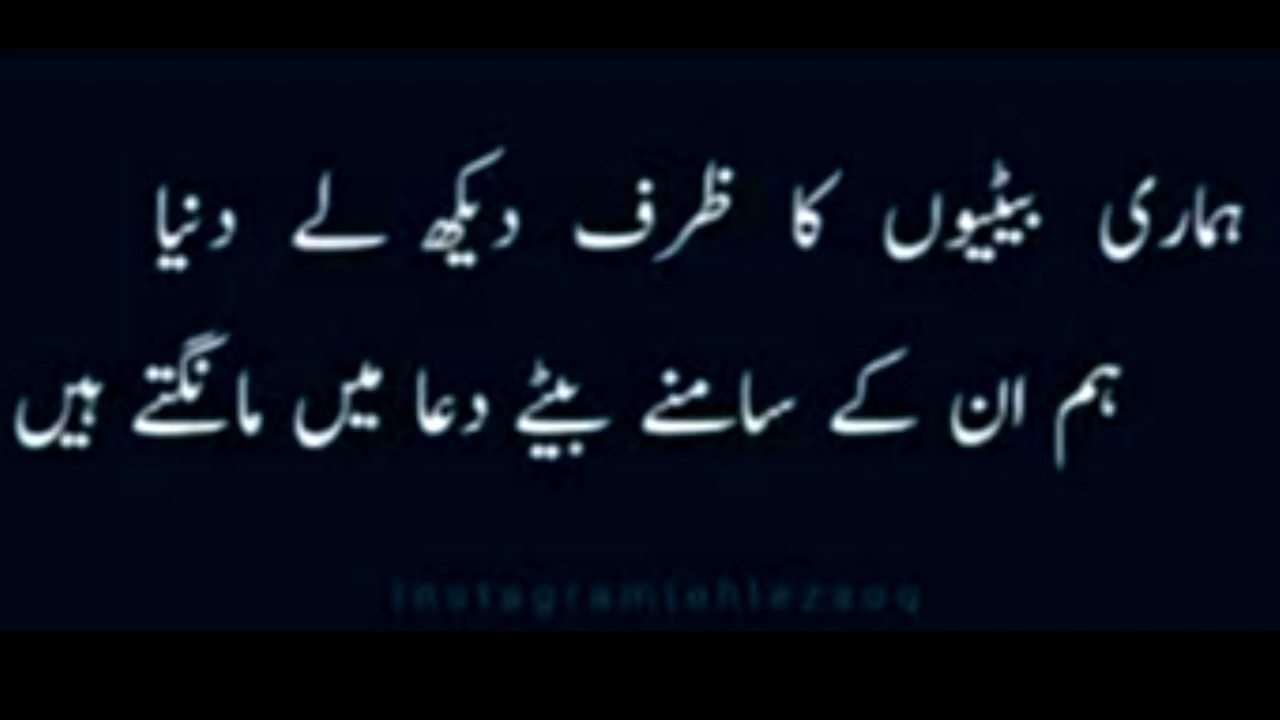 ہماری بیٹیوں کا ظرف دیکھ لے دنیا
ہم ان کے سامنے بیٹے دعا میں مانگتے ہیں